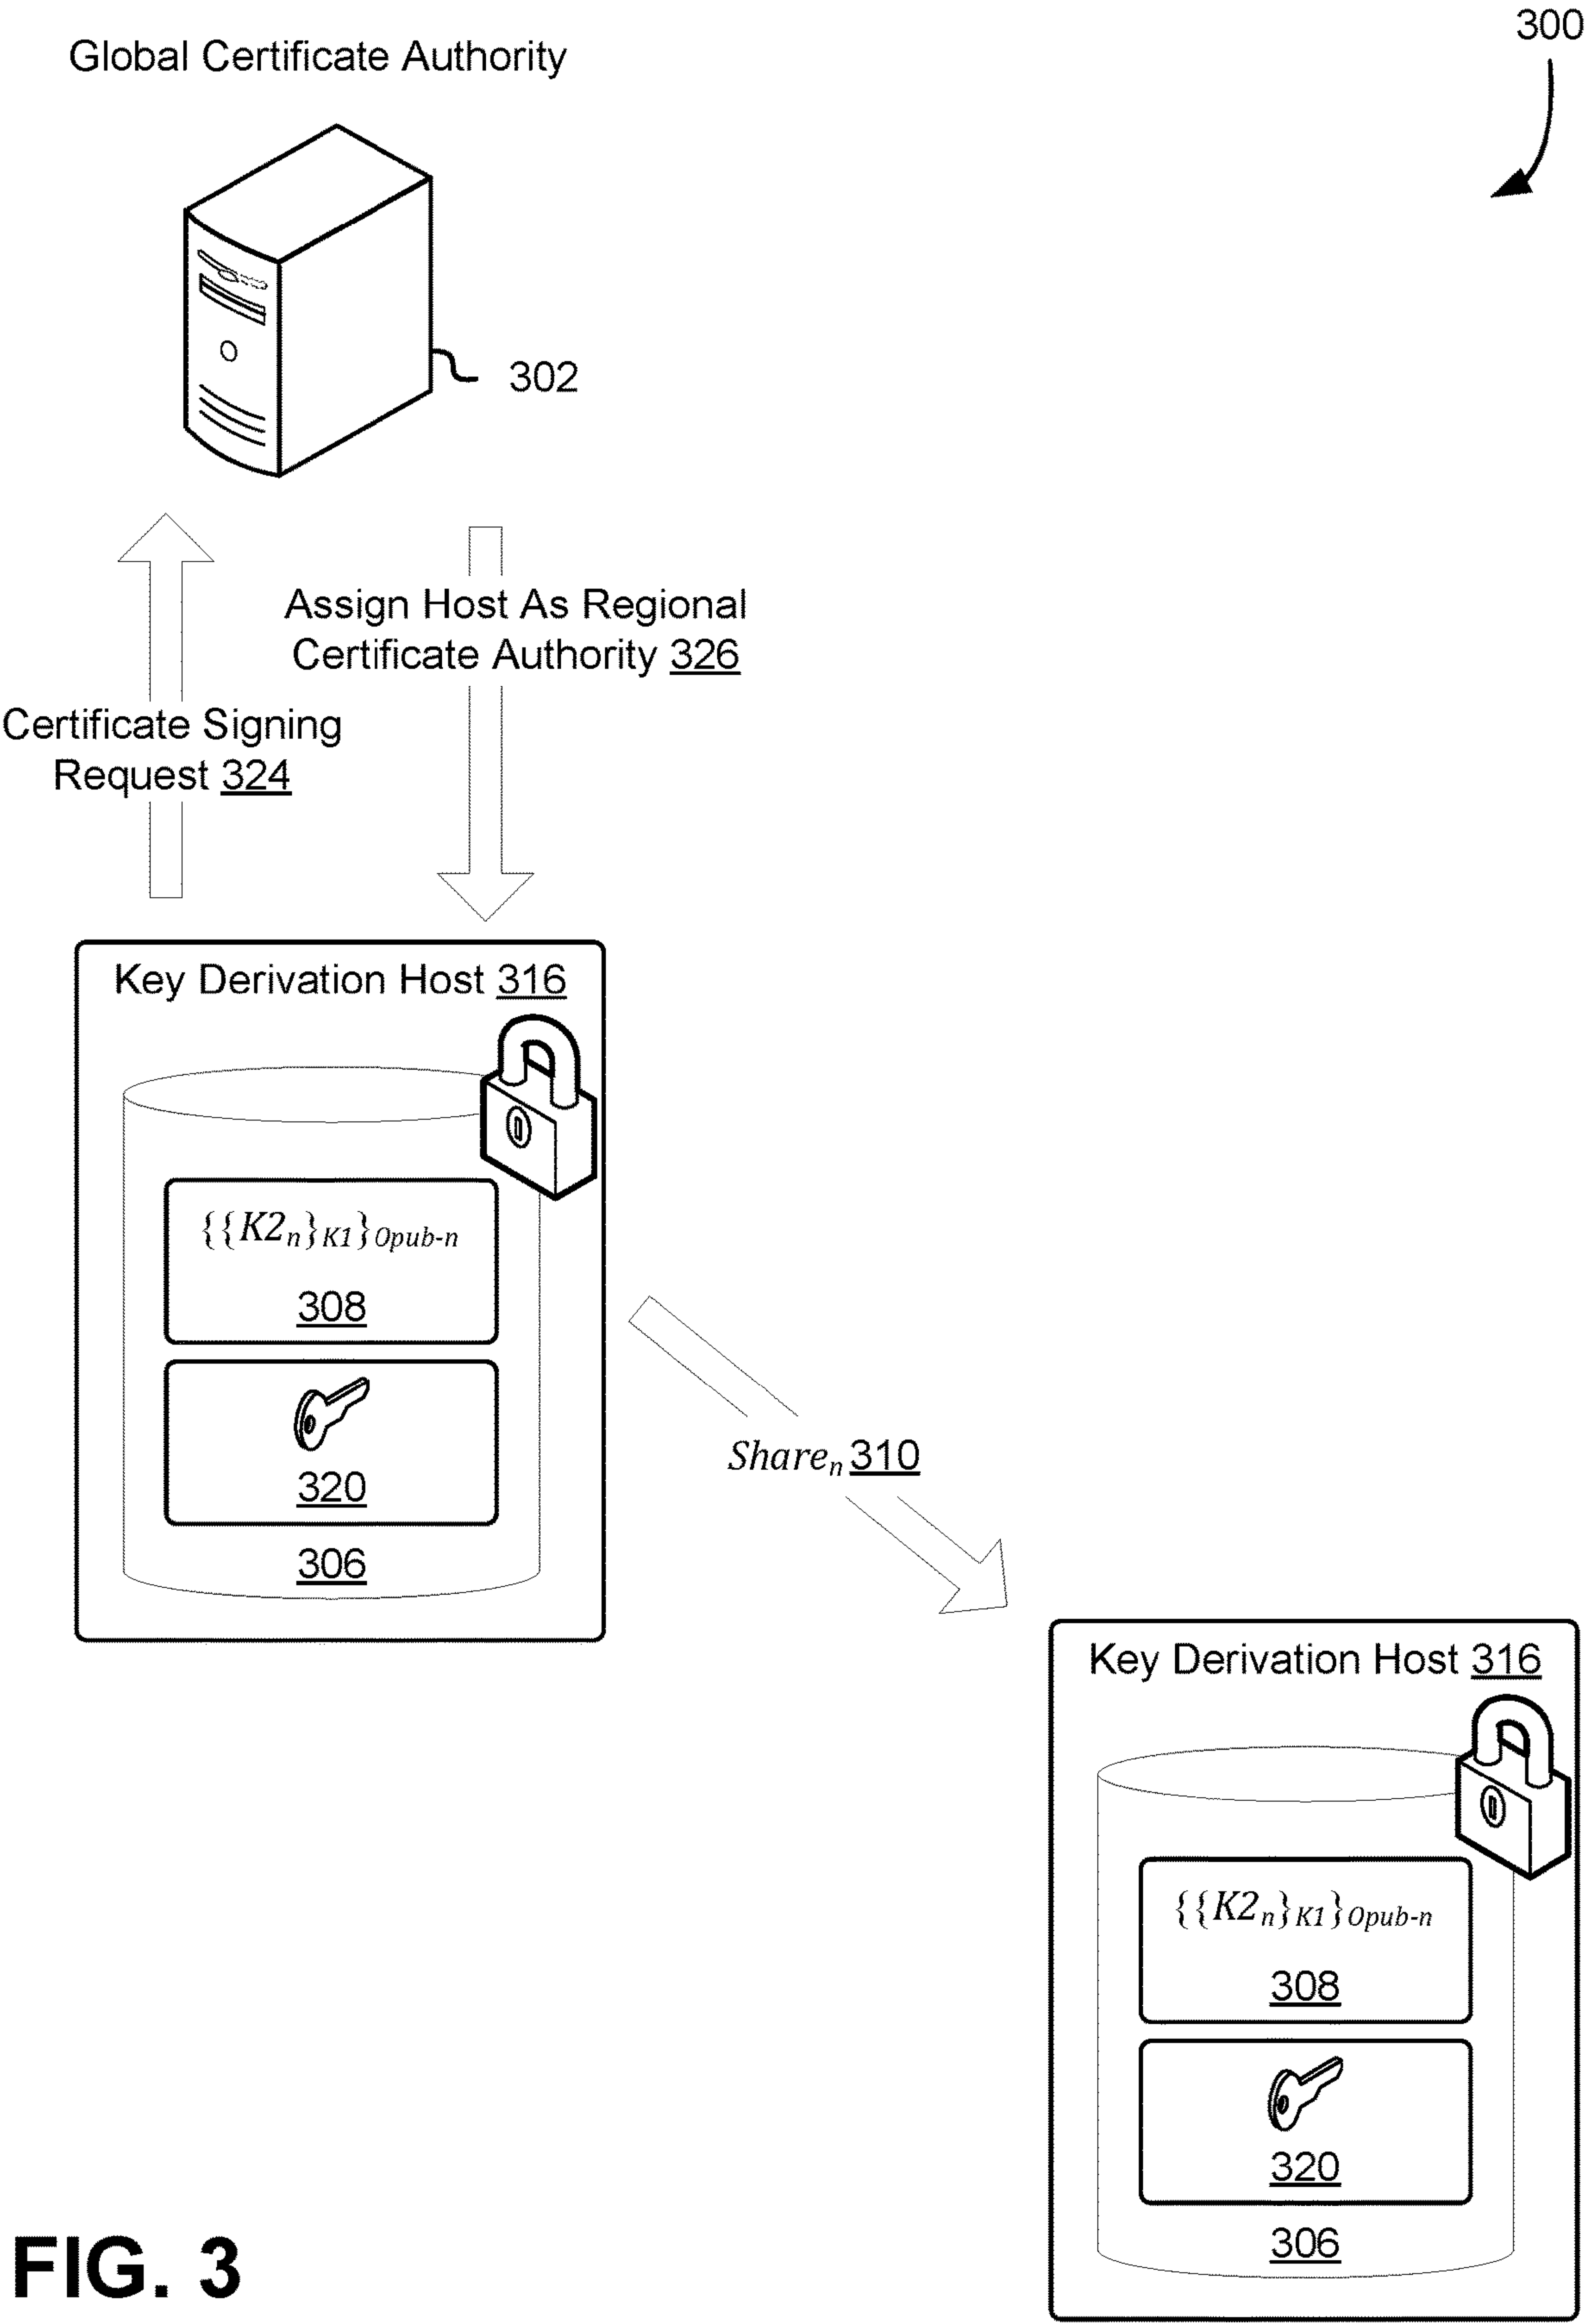 300
Global Certificate Authority
302
Assign Host As Regional
Certificate Authority 326
Certificate Signing
Request 324
Key Derivation Host 316
{{K2n}K1}Opub-n
308
320
306
Sharen 310
Key Derivation Host 316
{{K2n}K1}Opub-n
308
320
306
FIG. 3